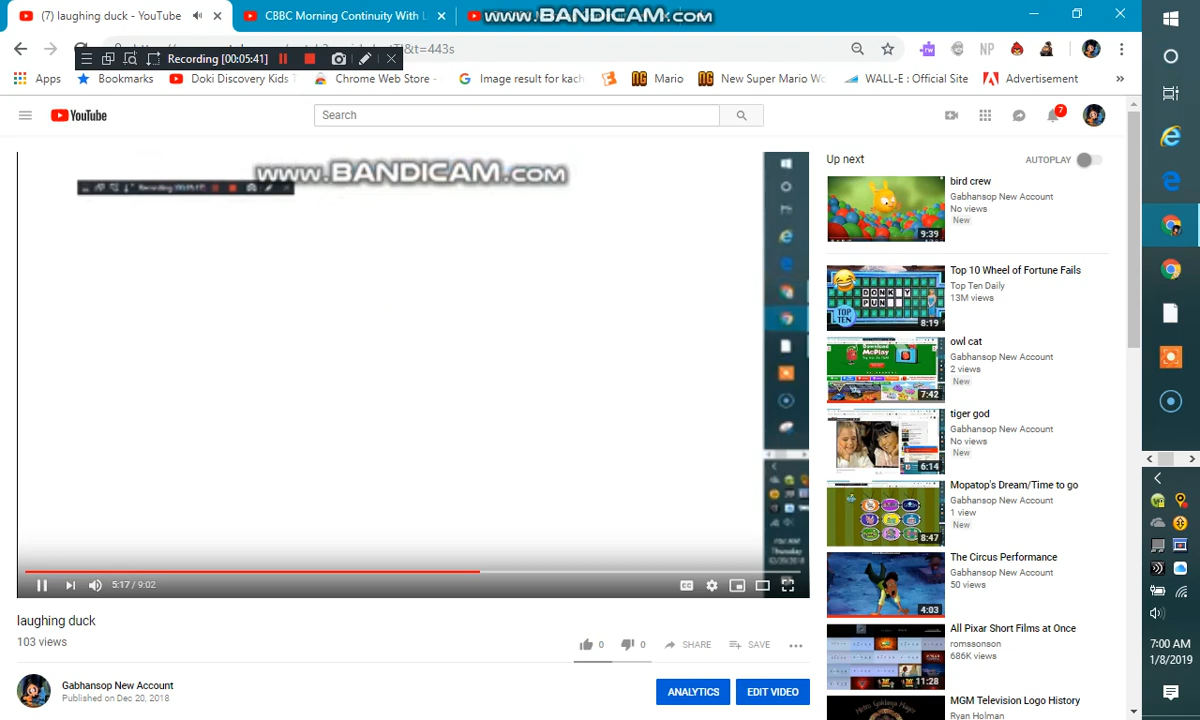 (7) laughing duck - YouTube
CBBC Morning Continuity With L
www.BANDICAM.com
&t=443s
Recording [00:05:41]
Apps
Bookmarks
Doki Discovery Kids
Chrome Web Store -
Image result for kach
Mario
New Super Mario Wo
WALL-E : Official Site
Advertisement
YouTube
Search
7
www.BANDICAM.com
Up next
AUTOPLAY
bird crew
Gabhansop New Account
No views
New
9:39
Top 10 Wheel of Fortune Fails
Top Ten Daily
13M views
TOP TEN
8:19
owl cat
Gabhansop New Account
2 views
New
7:42
tiger god
Gabhansop New Account
No views
New
6:14
Mopatop's Dream/Time to go
Gabhansop New Account
1 view
New
8:47
The Circus Performance
Gabhansop New Account
50 views
4:03
All Pixar Short Films at Once
romssonson
686K views
11:28
MGM Television Logo History
Ryan Holman
5:17 / 9:02
laughing duck
103 views
0
0
SHARE
SAVE
Gabhansop New Account
Published on Dec 20, 2018
ANALYTICS
EDIT VIDEO
7:00 AM
1/8/2019